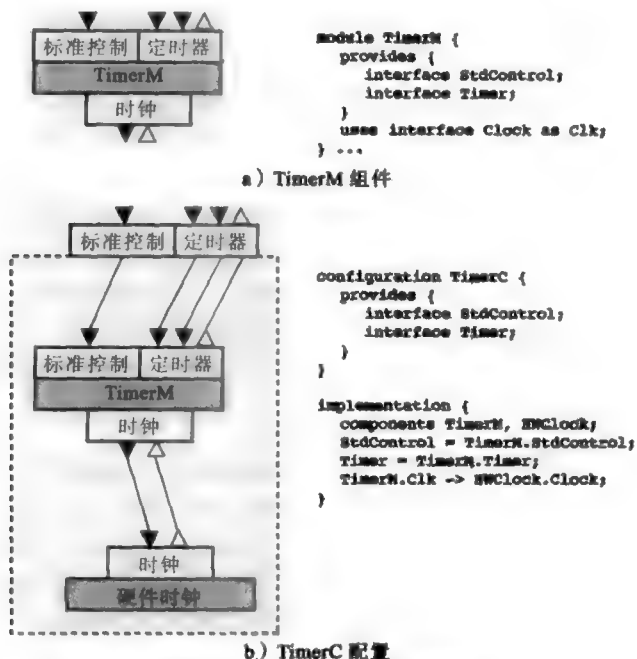 标准控制 定时器
TimerM
时钟
module TimerM {
provides {
interface StdControl;
interface Timer;
}
uses interface Clock as Clk;
} ...
a) TimerM 组件
标准控制 定时器
标准控制 定时器
TimerM
时钟
时钟
硬件时钟
configuration TimerC {
provides {
interface StdControl;
interface Timer;
}
}
implementation {
components TimerM, HWClock;
StdControl = TimerM.StdControl;
Timer = TimerM.Timer;
TimerM.Clk -> HWClock.Clock;
}
b) TimerC 配置